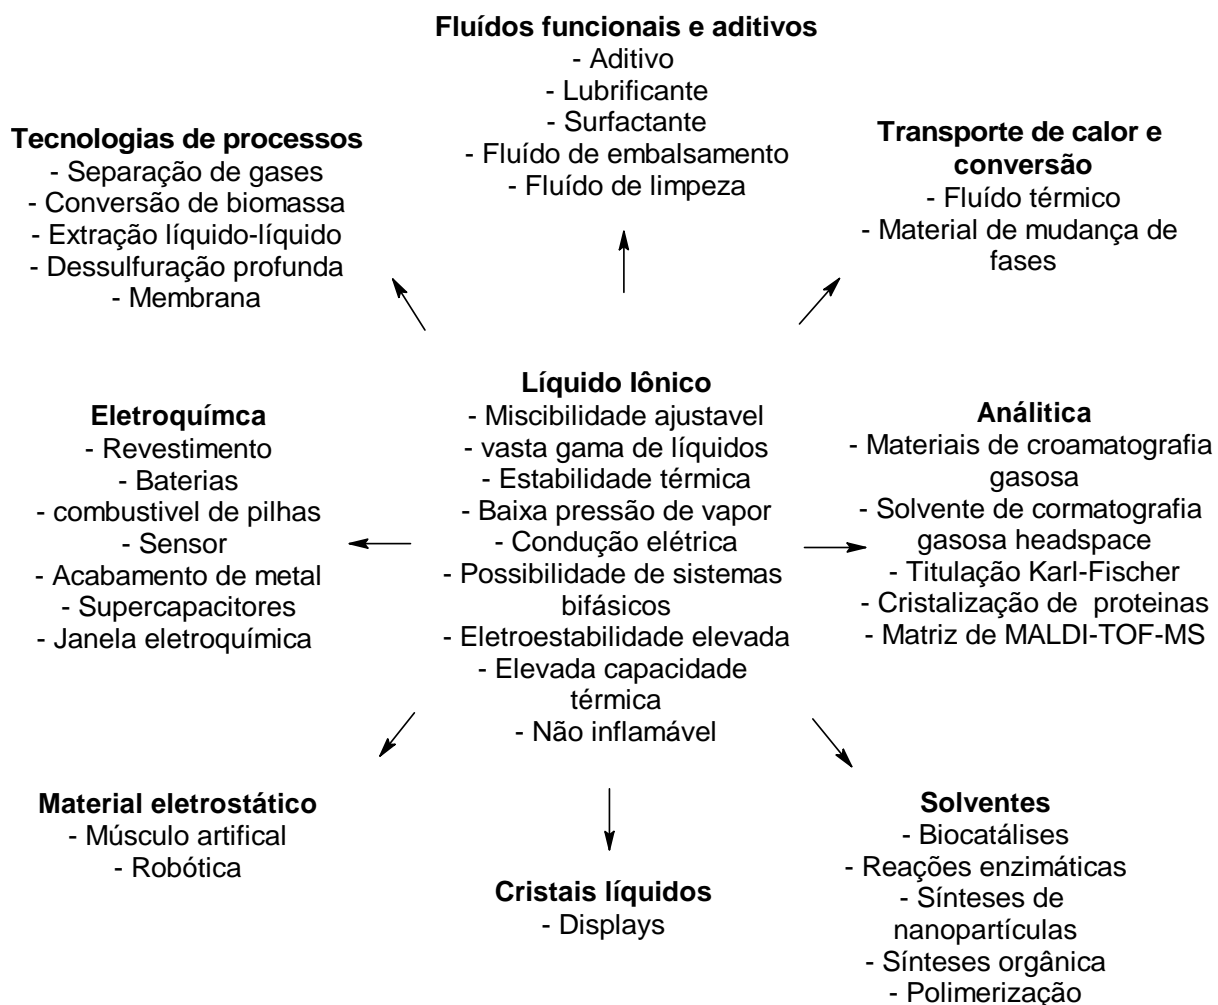 Fluídos funcionais e aditivos
- Aditivo
- Lubrificante
- Surfactante
- Fluído de embalsamento
- Fluído de limpeza
Tecnologias de processos
- Separação de gases
- Conversão de biomassa
- Extração líquido-líquido
- Dessulfuração profunda
- Membrana
Transporte de calor e
conversão
- Fluído térmico
- Material de mudança de
fases
Eletroquímca
- Revestimento
- Baterias
- combustivel de pilhas
- Sensor
- Acabamento de metal
- Supercapacitores
- Janela eletroquímica
Líquido Iônico
- Miscibilidade ajustavel
- vasta gama de líquidos
- Estabilidade térmica
- Baixa pressão de vapor
- Condução elétrica
- Possibilidade de sistemas
bifásicos
- Eletroestabilidade elevada
- Elevada capacidade
térmica
- Não inflamável
Análitica
- Materiais de croamatografia
gasosa
- Solvente de cormatografia
gasosa headspace
- Titulação Karl-Fischer
- Cristalização de  proteinas
- Matriz de MALDI-TOF-MS
Material eletrostático
- Músculo artifical
- Robótica
Cristais líquidos
- Displays
Solventes
- Biocatálises
- Reações enzimáticas
- Sínteses de
nanopartículas
- Sínteses orgânica
- Polimerização